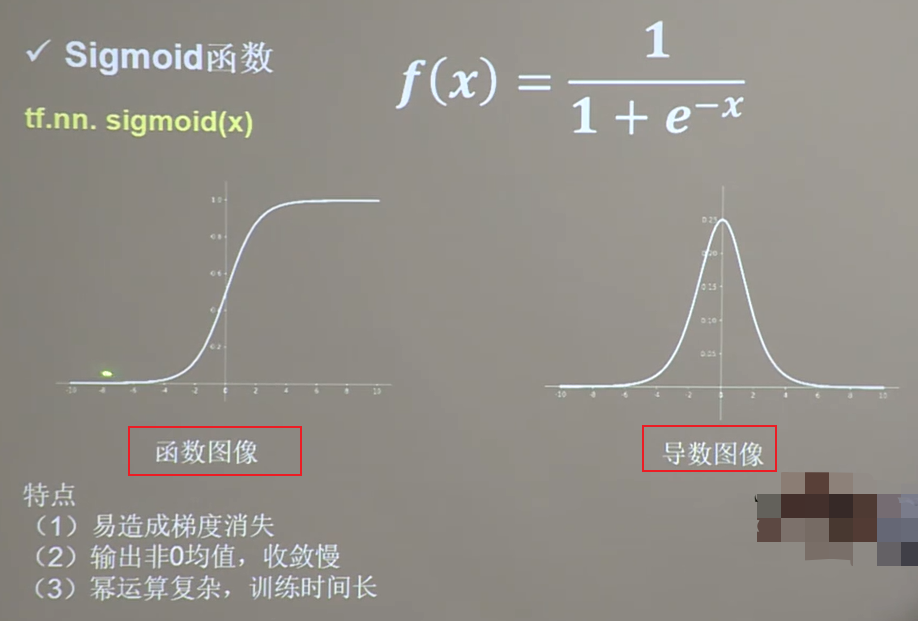 ✓ Sigmoid函数
f(x) = 1 / (1 + e^{-x})
tf.nn. sigmoid(x)
1.0
0.8
0.6
0.4
0.2
-10 -8 -6 -4 -2 0 2 4 6 8 10
0.20
0.15
0.10
0.05
-10 -8 -6 -4 -2 0 2 4 6 8 10
函数图像
导数图像
特点
（1）易造成梯度消失
（2）输出非0均值，收敛慢
（3）幂运算复杂，训练时间长